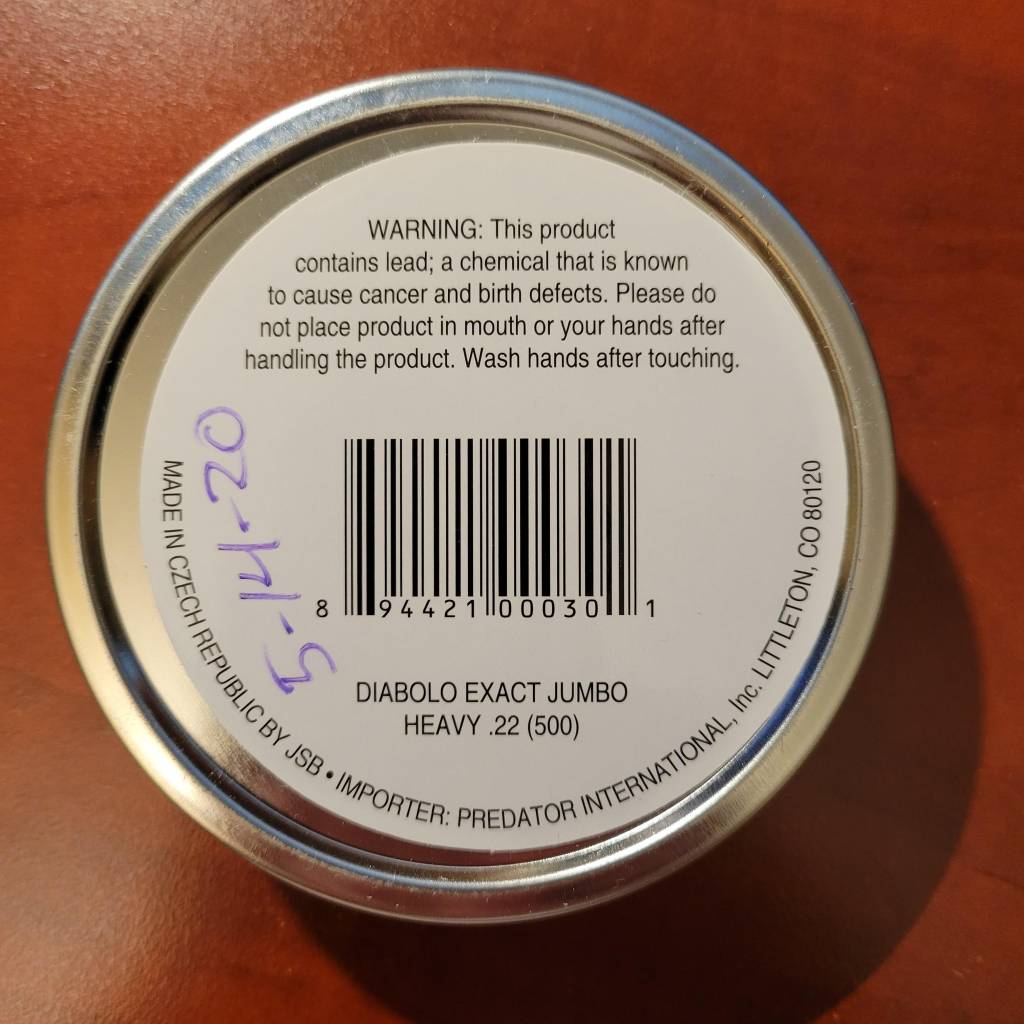 WARNING: This product
contains lead; a chemical that is known
to cause cancer and birth defects. Please do
not place product in mouth or your hands after
handling the product. Wash hands after touching.
5-14-20
8 94421 00030 1
DIABOLO EXACT JUMBO
HEAVY .22 (500)
MADE IN CZECH REPUBLIC BY JSB • IMPORTER: PREDATOR INTERNATIONAL, Inc. LITTLETON, CO 80120